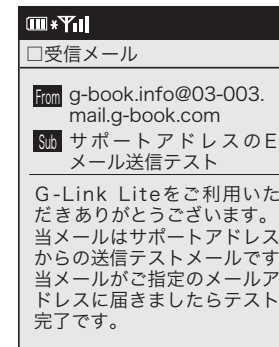 □受信メール
From g-book.info@03-003.
mail.g-book.com
Sub サポートアドレスのE
メール送信テスト
G-Link Liteをご利用いた
だきありがとうございます。
当メールはサポートアドレス
からの送信テストメールです
当メールがご指定のメールア
ドレスに届きましたらテスト
完了です。